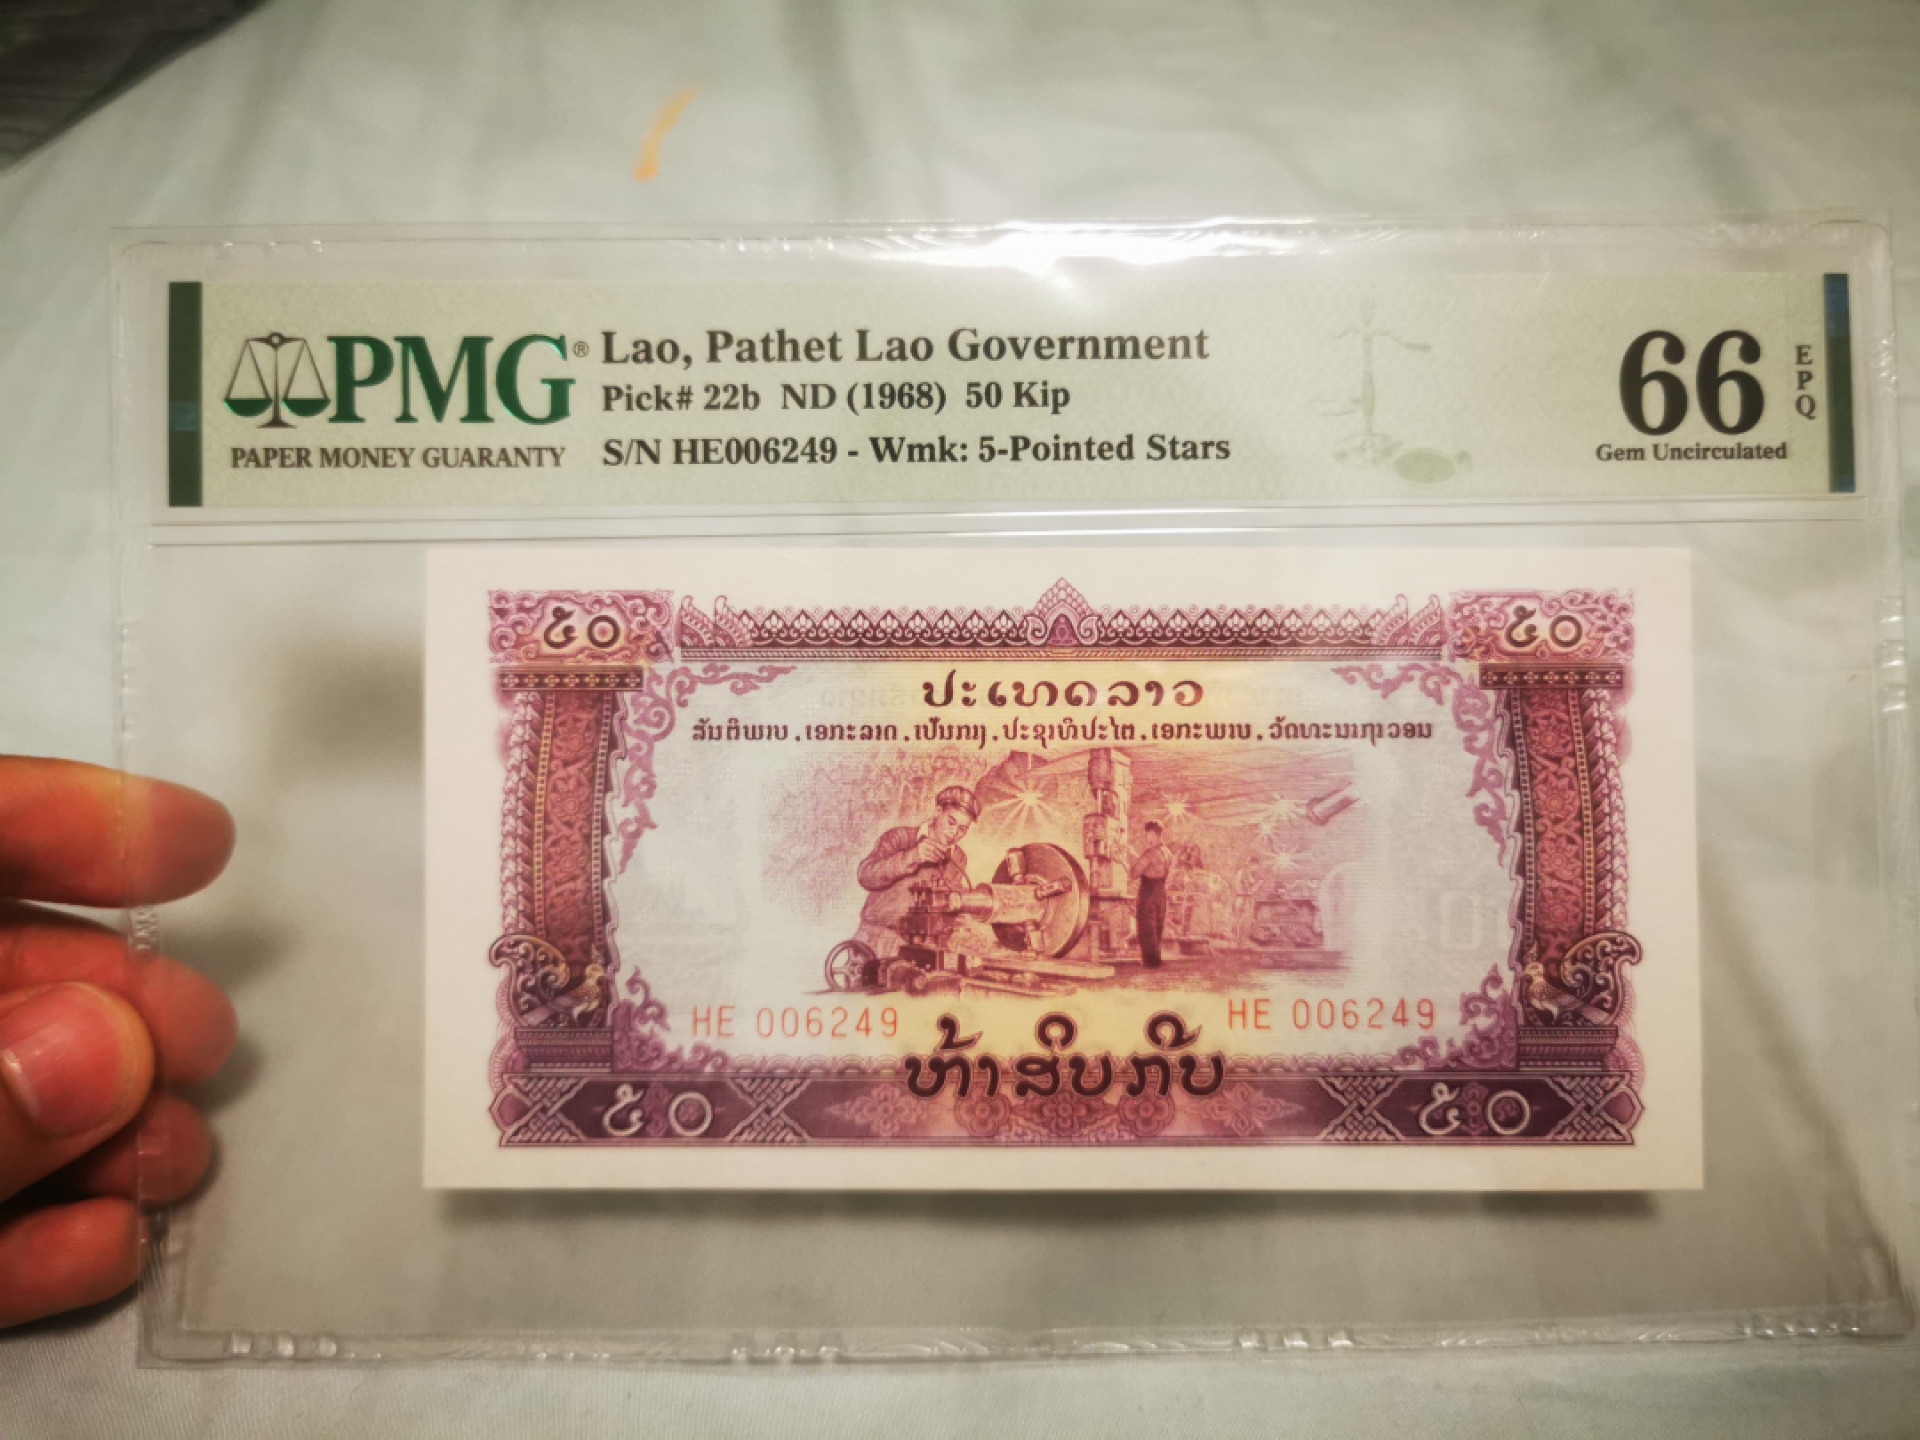 PMG®
PAPER MONEY GUARANTY
Lao, Pathet Lao Government
Pick# 22b ND (1968) 50 Kip
S/N HE006249 - Wmk: 5-Pointed Stars
66
EPQ
Gem Uncirculated
໕໐
໕໐
ປະເທດລາວ
ສັນຕິພາບ . ເອກະລາດ . ເປັນກາງ . ປະຊາທິປະໄຕ . ເອກະພາບ . ວັດທະນາຖາວອນ
HE 006249
HE 006249
ຫ້າສິບກີບ
໕໐
໕໐